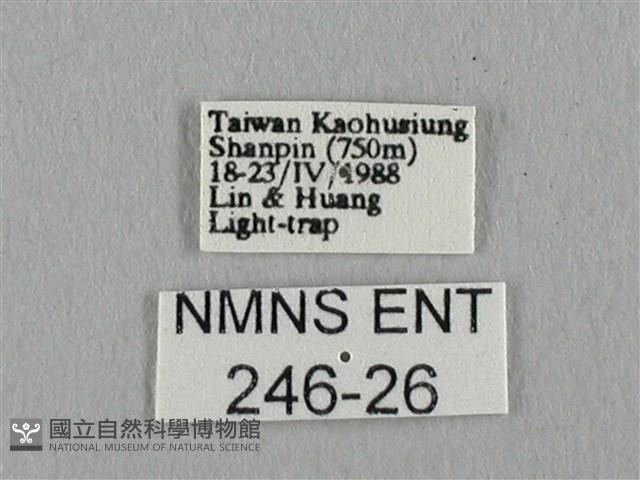 Taiwan Kaohusiung
Shanpin (750m)
18-23/IV/1988
Lin & Huang
Light-trap
NMNS ENT
246-26
國立自然科學博物館
NATIONAL MUSEUM OF NATURAL SCIENCE